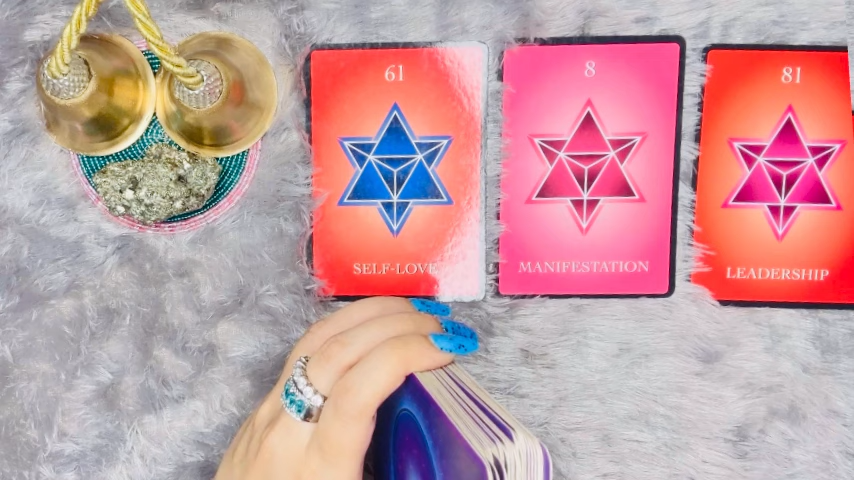 61
SELF-LOVE
8
MANIFESTATION
81
LEADERSHIP